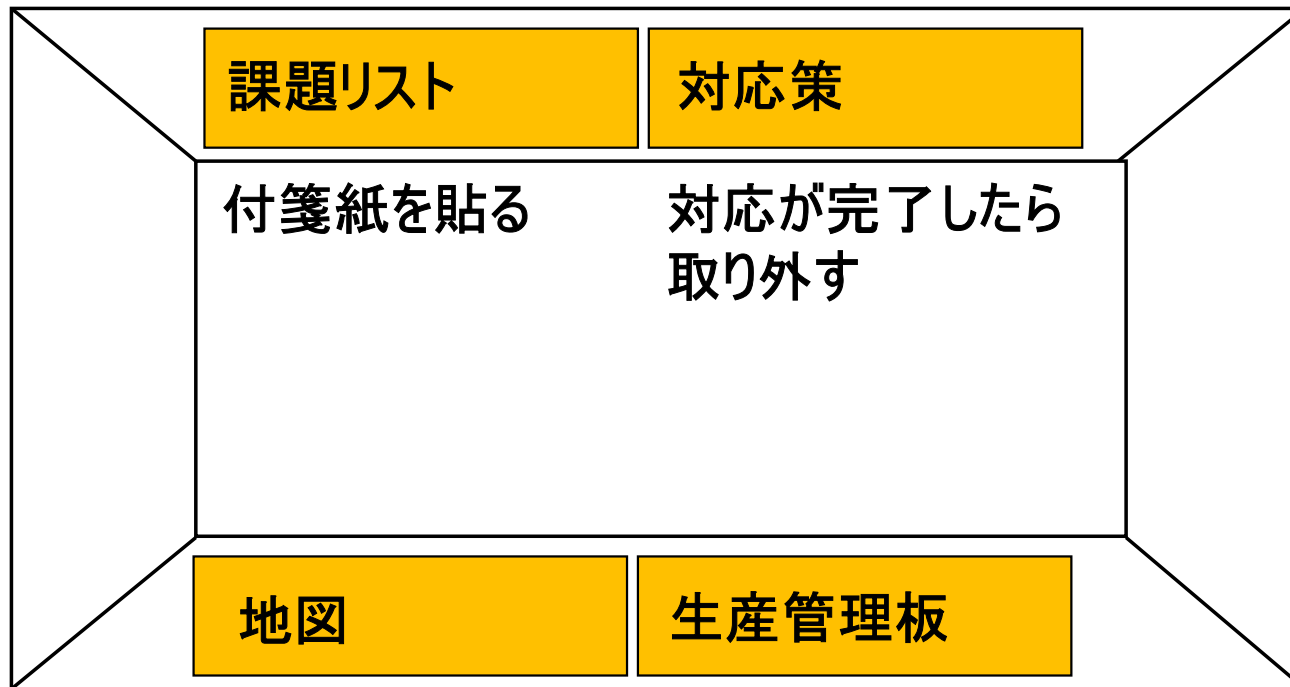 課題リスト
対応策
付箋紙を貼る
対応が完了したら
取り外す
地図
生産管理板